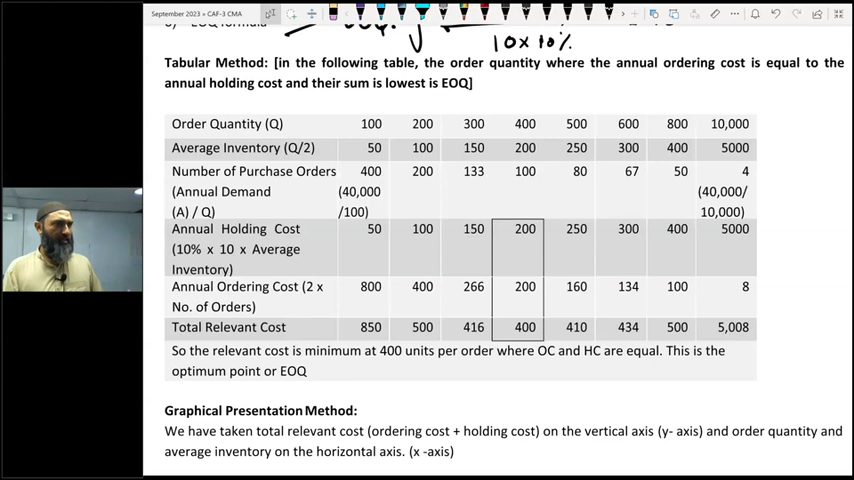 September 2023 » CAF-3 CMA
EOQ formula
10 x 10%
Tabular Method: [in the following table, the order quantity where the annual ordering cost is equal to the
annual holding cost and their sum is lowest is EOQ]
Order Quantity (Q) 100 200 300 400 500 600 800 10,000
Average Inventory (Q/2) 50 100 150 200 250 300 400 5000
Number of Purchase Orders 400 200 133 100 80 67 50 4
(Annual Demand (40,000 (40,000/
(A) / Q) /100) 10,000)
Annual Holding Cost 50 100 150 200 250 300 400 5000
(10% x 10 x Average
Inventory)
Annual Ordering Cost (2 x 800 400 266 200 160 134 100 8
No. of Orders)
Total Relevant Cost 850 500 416 400 410 434 500 5,008
So the relevant cost is minimum at 400 units per order where OC and HC are equal. This is the
optimum point or EOQ
Graphical Presentation Method:
We have taken total relevant cost (ordering cost + holding cost) on the vertical axis (y- axis) and order quantity and
average inventory on the horizontal axis. (x -axis)